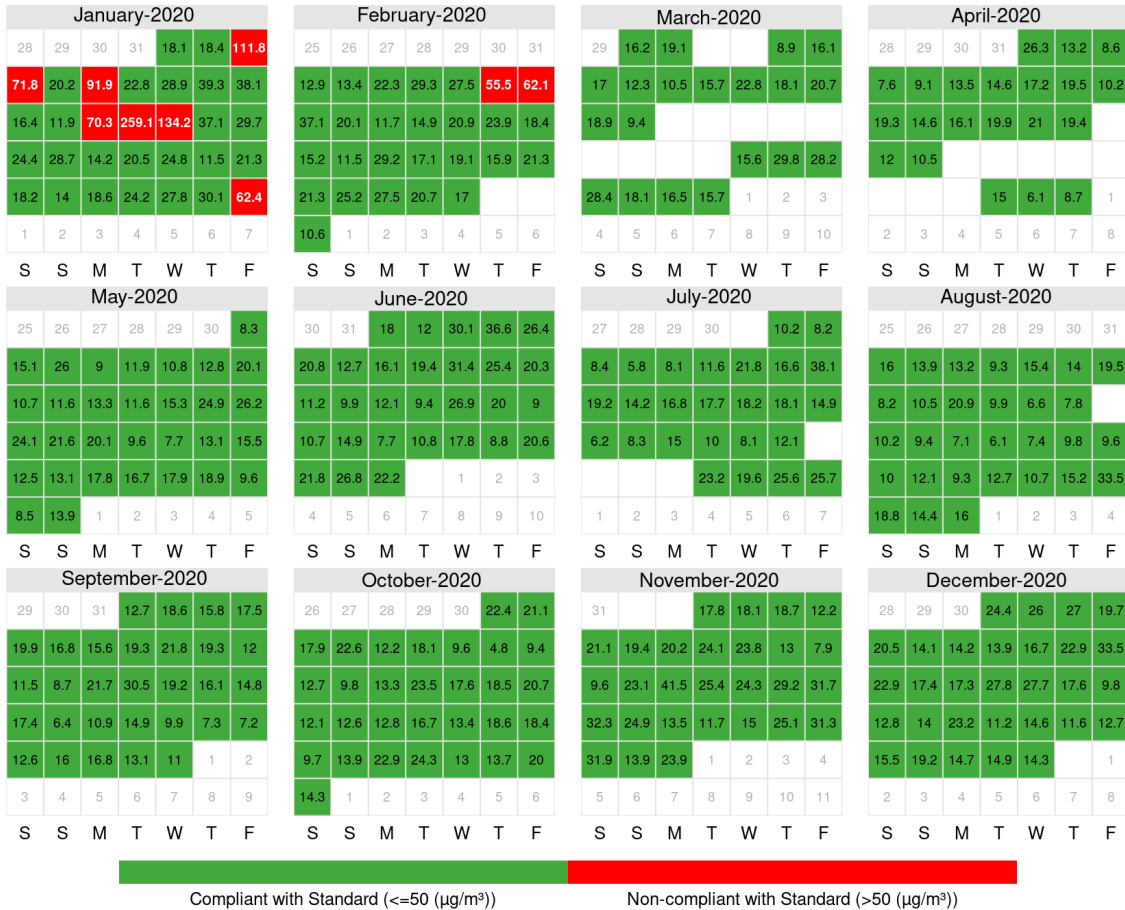 January-2020 February-2020 March-2020 April-2020
28 29 30 31 18.1 18.4 111.8 25 26 27 28 29 30 31 29 16.2 19.1 8.9 16.1 28 29 30 31 26.3 13.2 8.6
71.8 20.2 91.9 22.8 28.9 39.3 38.1 12.9 13.4 22.3 29.3 27.5 55.5 62.1 17 12.3 10.5 15.7 22.8 18.1 20.7 7.6 9.1 13.5 14.6 17.2 19.5 10.2
16.4 11.9 70.3 259.1 134.2 37.1 29.7 37.1 20.1 11.7 14.9 20.9 23.9 18.4 18.9 9.4 19.3 14.6 16.1 19.9 21 19.4
24.4 28.7 14.2 20.5 24.8 11.5 21.3 15.2 11.5 29.2 17.1 19.1 15.9 21.3 15.6 29.8 28.2 12 10.5
18.2 14 18.6 24.2 27.8 30.1 62.4 21.3 25.2 27.5 20.7 17 28.4 18.1 16.5 15.7 1 2 3 15 6.1 8.7 1
1 2 3 4 5 6 7 10.6 1 2 3 4 5 6 4 5 6 7 8 9 10 2 3 4 5 6 7 8
S S M T W T F S S M T W T F S S M T W T F S S M T W T F
May-2020 June-2020 July-2020 August-2020
25 26 27 28 29 30 8.3 30 31 18 12 30.1 36.6 26.4 27 28 29 30 10.2 8.2 25 26 27 28 29 30 31
15.1 26 9 11.9 10.8 12.8 20.1 20.8 12.7 16.1 19.4 31.4 25.4 20.3 8.4 5.8 8.1 11.6 21.8 16.6 38.1 16 13.9 13.2 9.3 15.4 14 19.5
10.7 11.6 13.3 11.6 15.3 24.9 26.2 11.2 9.9 12.1 9.4 26.9 20 9 19.2 14.2 16.8 17.7 18.2 18.1 14.9 8.2 10.5 20.9 9.9 6.6 7.8
24.1 21.6 20.1 9.6 7.7 13.1 15.5 10.7 14.9 7.7 10.8 17.8 8.8 20.6 6.2 8.3 15 10 8.1 12.1 10.2 9.4 7.1 6.1 7.4 9.8 9.6
12.5 13.1 17.8 16.7 17.9 18.9 9.6 21.8 26.8 22.2 1 2 3 23.2 19.6 25.6 25.7 10 12.1 9.3 12.7 10.7 15.2 33.5
8.5 13.9 1 2 3 4 5 4 5 6 7 8 9 10 1 2 3 4 5 6 7 18.8 14.4 16 1 2 3 4
S S M T W T F S S M T W T F S S M T W T F S S M T W T F
September-2020 October-2020 November-2020 December-2020
29 30 31 12.7 18.6 15.8 17.5 26 27 28 29 30 22.4 21.1 31 17.8 18.1 18.7 12.2 28 29 30 24.4 26 27 19.7
19.9 16.8 15.6 19.3 21.8 19.3 12 17.9 22.6 12.2 18.1 9.6 4.8 9.4 21.1 19.4 20.2 24.1 23.8 13 7.9 20.5 14.1 14.2 13.9 16.7 22.9 33.5
11.5 8.7 21.7 30.5 19.2 16.1 14.8 12.7 9.8 13.3 23.5 17.6 18.5 20.7 9.6 23.1 41.5 25.4 24.3 29.2 31.7 22.9 17.4 17.3 27.8 27.7 17.6 9.8
17.4 6.4 10.9 14.9 9.9 7.3 7.2 12.1 12.6 12.8 16.7 13.4 18.6 18.4 32.3 24.9 13.5 11.7 15 25.1 31.3 12.8 14 23.2 11.2 14.6 11.6 12.7
12.6 16 16.8 13.1 11 1 2 9.7 13.9 22.9 24.3 13 13.7 20 31.9 13.9 23.9 1 2 3 4 15.5 19.2 14.7 14.9 14.3 1
3 4 5 6 7 8 9 14.3 1 2 3 4 5 6 5 6 7 8 9 10 11 2 3 4 5 6 7 8
S S M T W T F S S M T W T F S S M T W T F S S M T W T F
Compliant with Standard (<=50 (µg/m³)) Non-compliant with Standard (>50 (µg/m³))